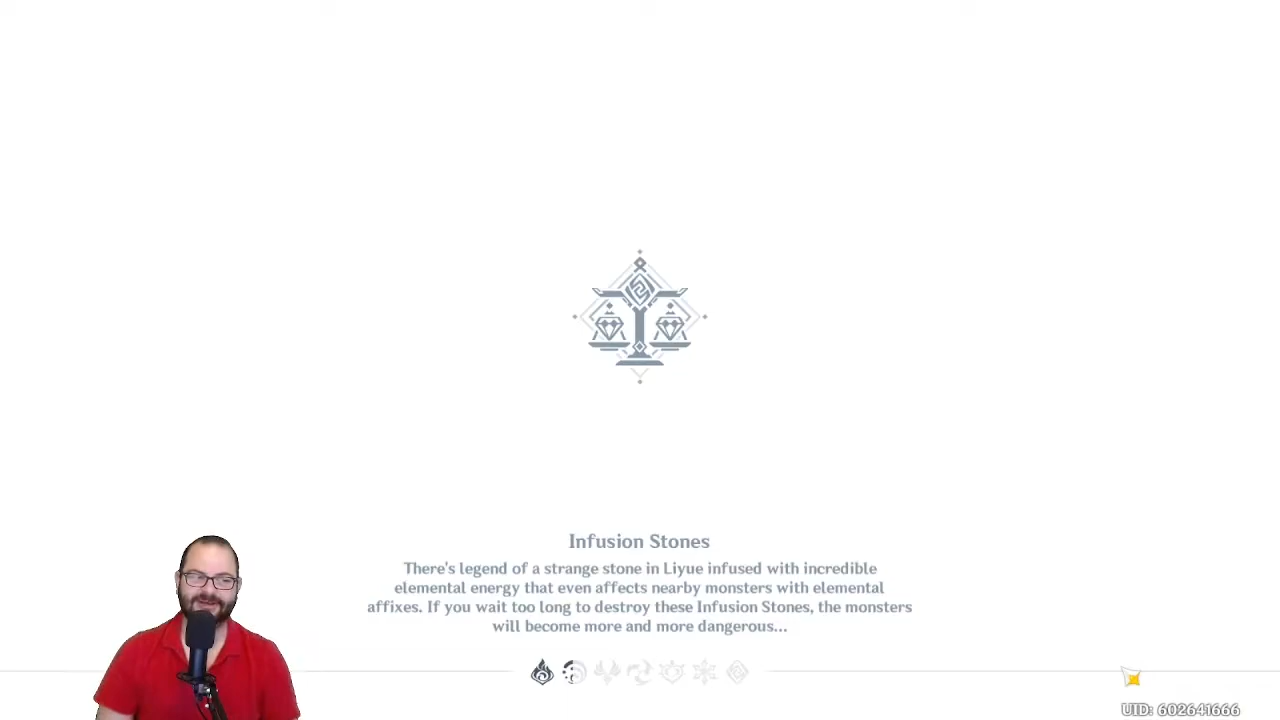 Infusion Stones
There's legend of a strange stone in Liyue infused with incredible
elemental energy that even affects nearby monsters with elemental
affixes. If you wait too long to destroy these Infusion Stones, the monsters
will become more and more dangerous...
UID: 602641666